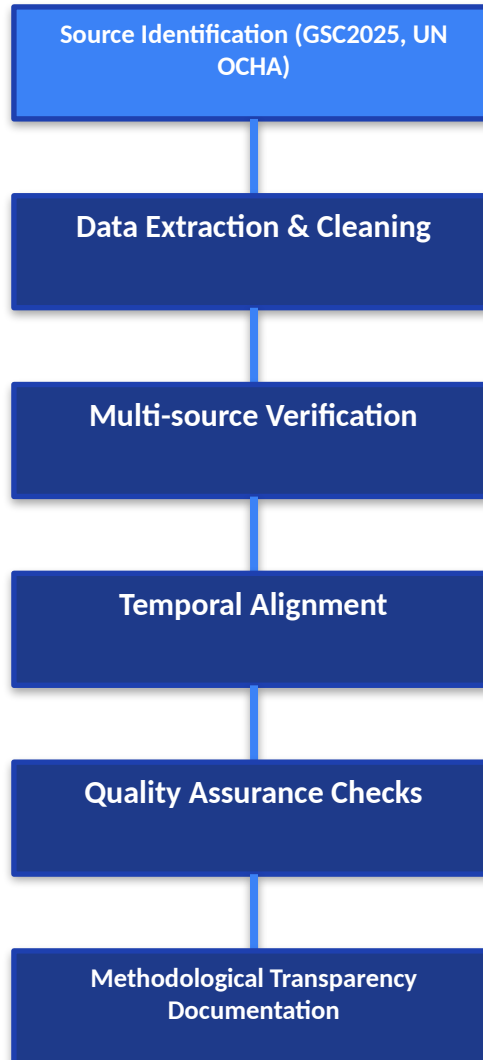 Source Identification (GSC2025, UN
OCHA)
Data Extraction & Cleaning
Multi-source Verification
Temporal Alignment
Quality Assurance Checks
Methodological Transparency
Documentation